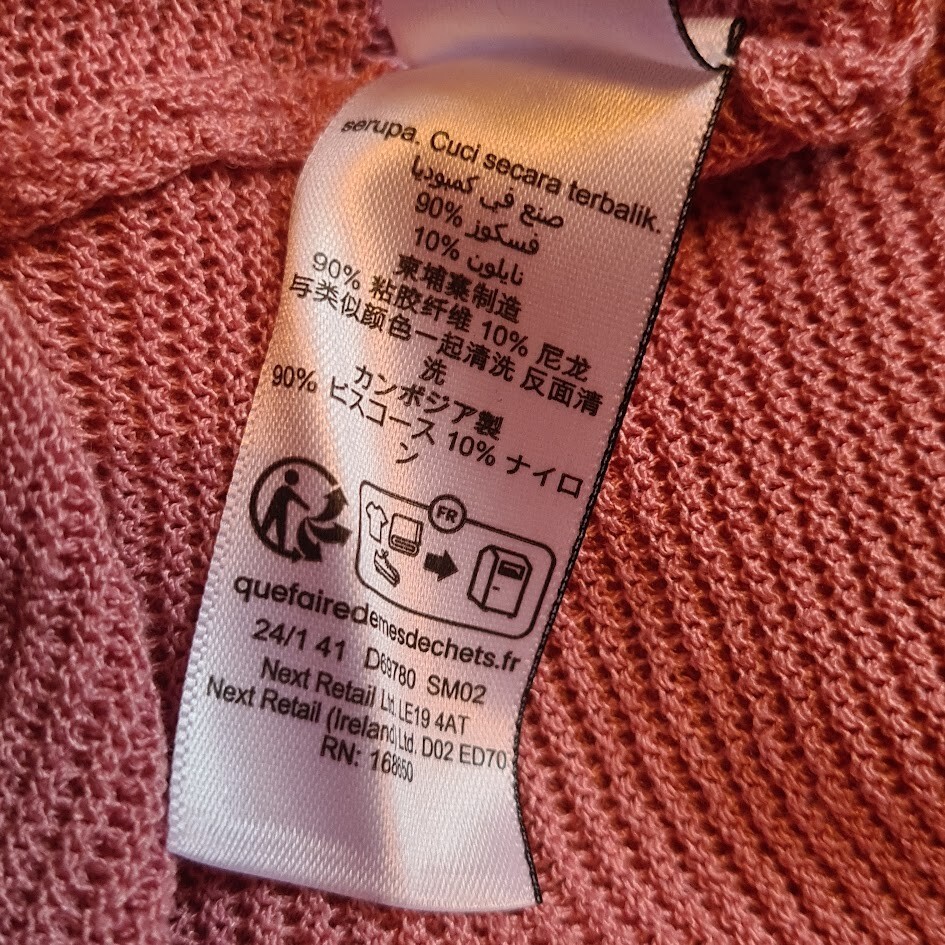 serupa. Cuci secara terbalik.
صنع في كمبوديا
90% فسكوز
10% نايلون
柬埔寨制造
90% 粘胶纤维 10% 尼龙
与类似颜色一起清洗 反面清
洗
カンボジア製
90% ビスコース 10% ナイロ
ン
FR
quefairedemesdechets.fr
24/1 41 D69780 SM02
Next Retail Ltd. LE19 4AT
Next Retail (Ireland) Ltd. D02 ED70
RN: 168650